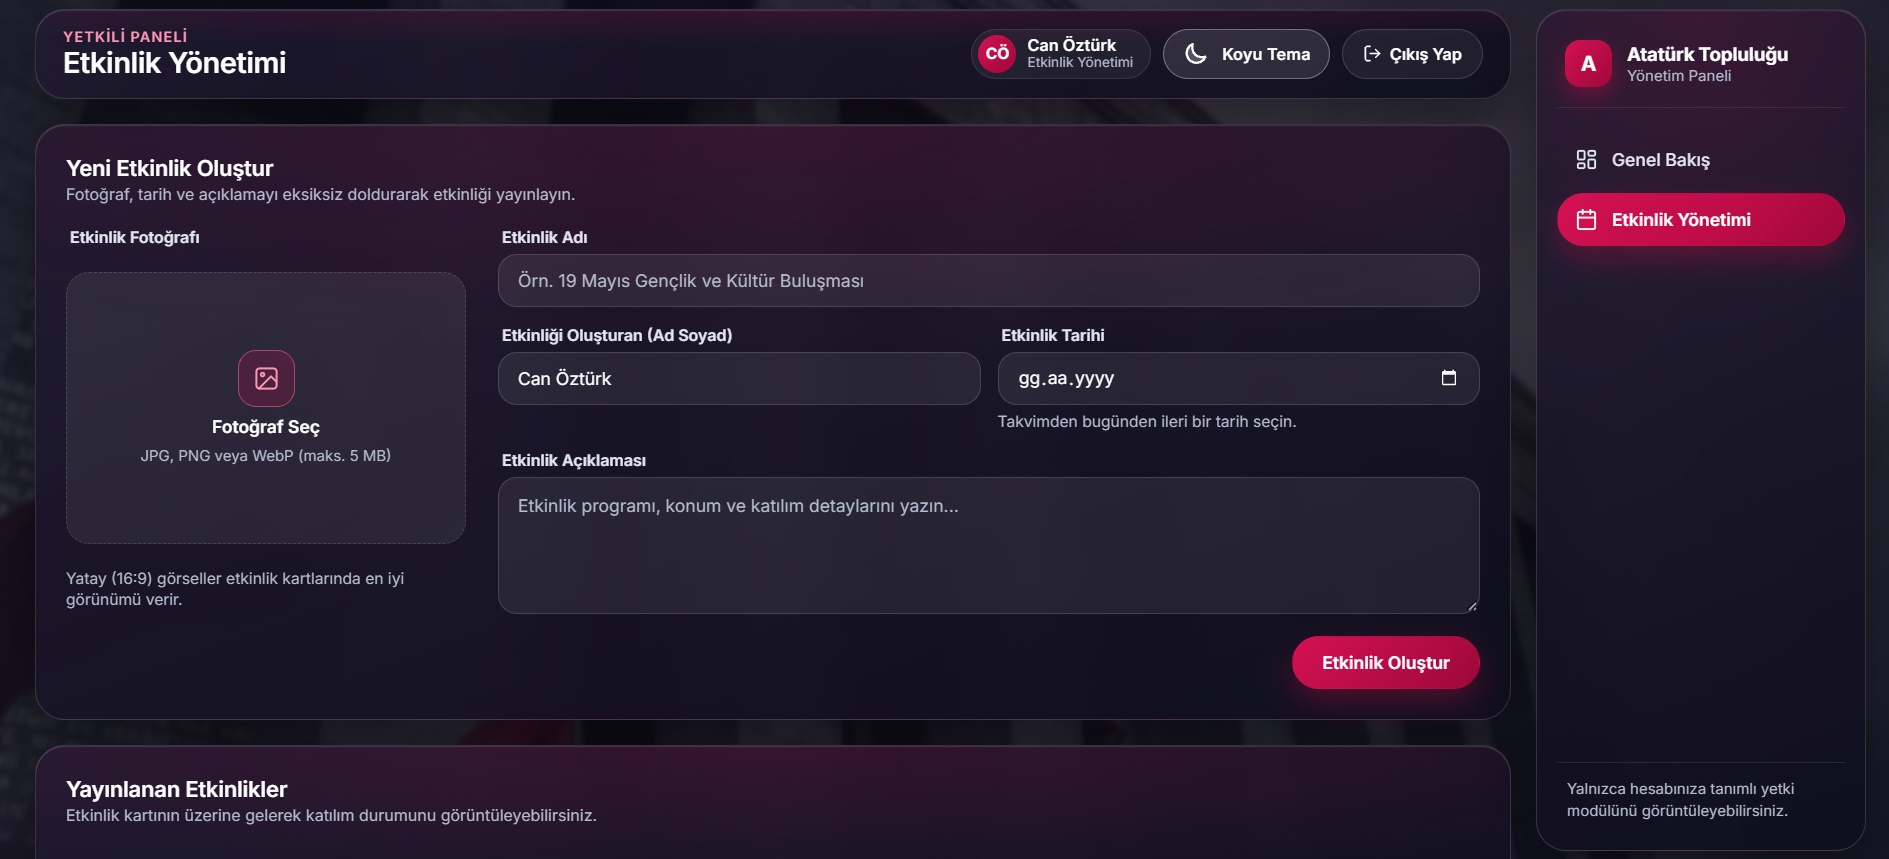 YETKİLİ PANELİ
Etkinlik Yönetimi
CÖ
Can Öztürk
Etkinlik Yönetimi
Koyu Tema
Çıkış Yap
Yeni Etkinlik Oluştur
Fotoğraf, tarih ve açıklamayı eksiksiz doldurarak etkinliği yayınlayın.
Etkinlik Fotoğrafı
Fotoğraf Seç
JPG, PNG veya WebP (maks. 5 MB)
Yatay (16:9) görseller etkinlik kartlarında en iyi
görünümü verir.
Etkinlik Adı
Örn. 19 Mayıs Gençlik ve Kültür Buluşması
Etkinliği Oluşturan (Ad Soyad)
Can Öztürk
Etkinlik Tarihi
gg.aa.yyyy
Takvimden bugünden ileri bir tarih seçin.
Etkinlik Açıklaması
Etkinlik programı, konum ve katılım detaylarını yazın...
Etkinlik Oluştur
Yayınlanan Etkinlikler
Etkinlik kartının üzerine gelerek katılım durumunu görüntüleyebilirsiniz.
A
Atatürk Topluluğu
Yönetim Paneli
Genel Bakış
Etkinlik Yönetimi
Yalnızca hesabınıza tanımlı yetki
modülünü görüntüleyebilirsiniz.